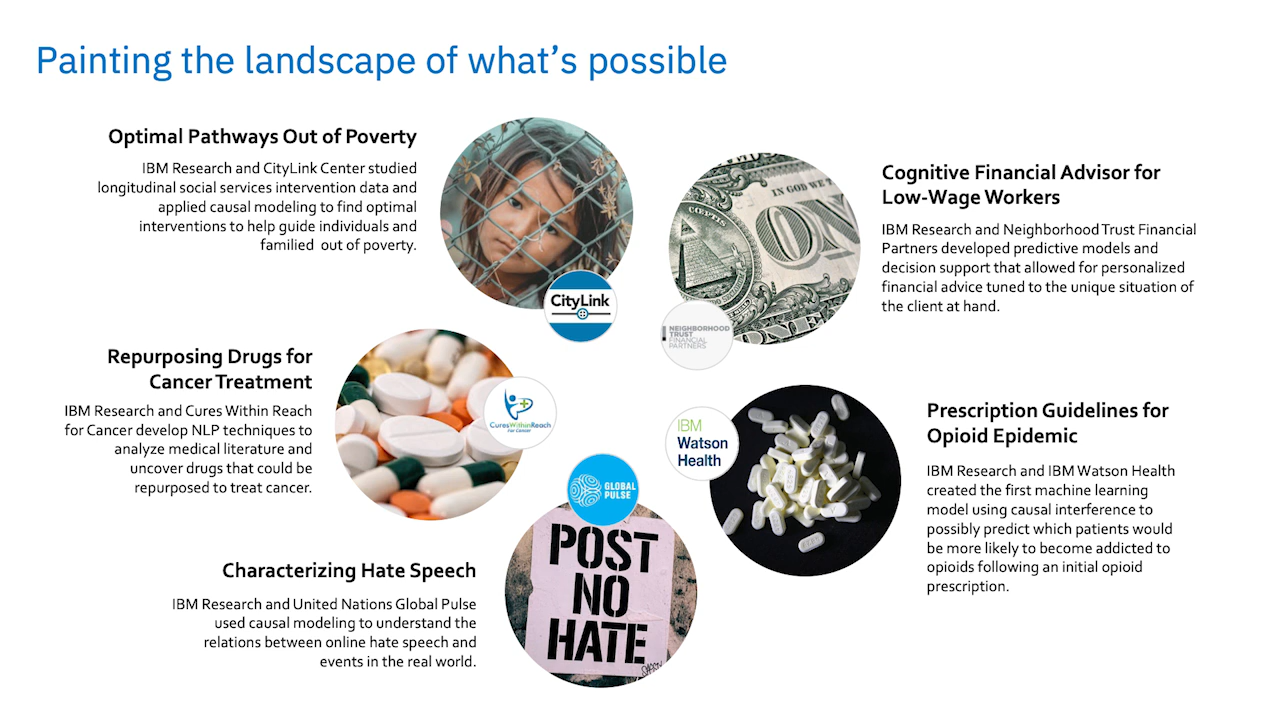 Painting the landscape of what's possible
Optimal Pathways Out of Poverty
IBM Research and CityLink Center studied
longitudinal social services intervention data and
applied causal modeling to find optimal
interventions to help guide individuals and
familied out of poverty.
CityLink
IN GOD WE
ONE
CŒPTIS
ONE
NEIGHBORHOOD
TRUST
FINANCIAL
PARTNERS
Cognitive Financial Advisor for
Low-Wage Workers
IBM Research and Neighborhood Trust Financial
Partners developed predictive models and
decision support that allowed for personalized
financial advice tuned to the unique situation of
the client at hand.
Repurposing Drugs for
Cancer Treatment
IBM Research and Cures Within Reach
for Cancer develop NLP techniques to
analyze medical literature and
uncover drugs that could be
repurposed to treat cancer.
CuresWithinReach
For Cancer
IBM
Watson
Health
Prescription Guidelines for
Opioid Epidemic
IBM Research and IBM Watson Health
created the first machine learning
model using causal interference to
possibly predict which patients would
be more likely to become addicted to
opioids following an initial opioid
prescription.
GLOBAL
PULSE
POST
NO
HATE
Characterizing Hate Speech
IBM Research and United Nations Global Pulse
used causal modeling to understand the
relations between online hate speech and
events in the real world.